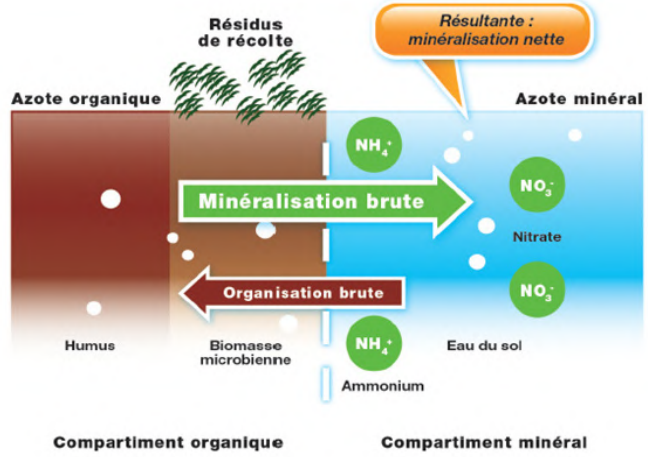 Résidus
de récolte
Résultante :
minéralisation nette
Azote organique
Azote minéral
NH₄⁺
Minéralisation brute
NO₃⁻
Nitrate
Organisation brute
NO₃⁻
Humus
Biomasse
microbienne
NH₄⁺
Ammonium
Eau du sol
Compartiment organique
Compartiment minéral